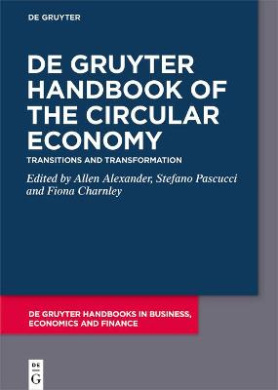 DE GRUYTER
DE GRUYTER
HANDBOOK OF
THE CIRCULAR
ECONOMY
TRANSITIONS AND TRANSFORMATION
Edited by Allen Alexander, Stefano Pascucci
and Fiona Charnley
DE GRUYTER HANDBOOKS IN BUSINESS,
ECONOMICS AND FINANCE
DE
G